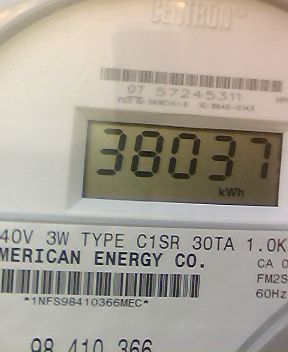 CENTRON®
07 57245311
38037
kWh
40V 3W TYPE C1SR 30TA 1.0K
MERICAN ENERGY CO.
CA 0
FM2S
60Hz
*1NFS98410366MEC*
98 410 366